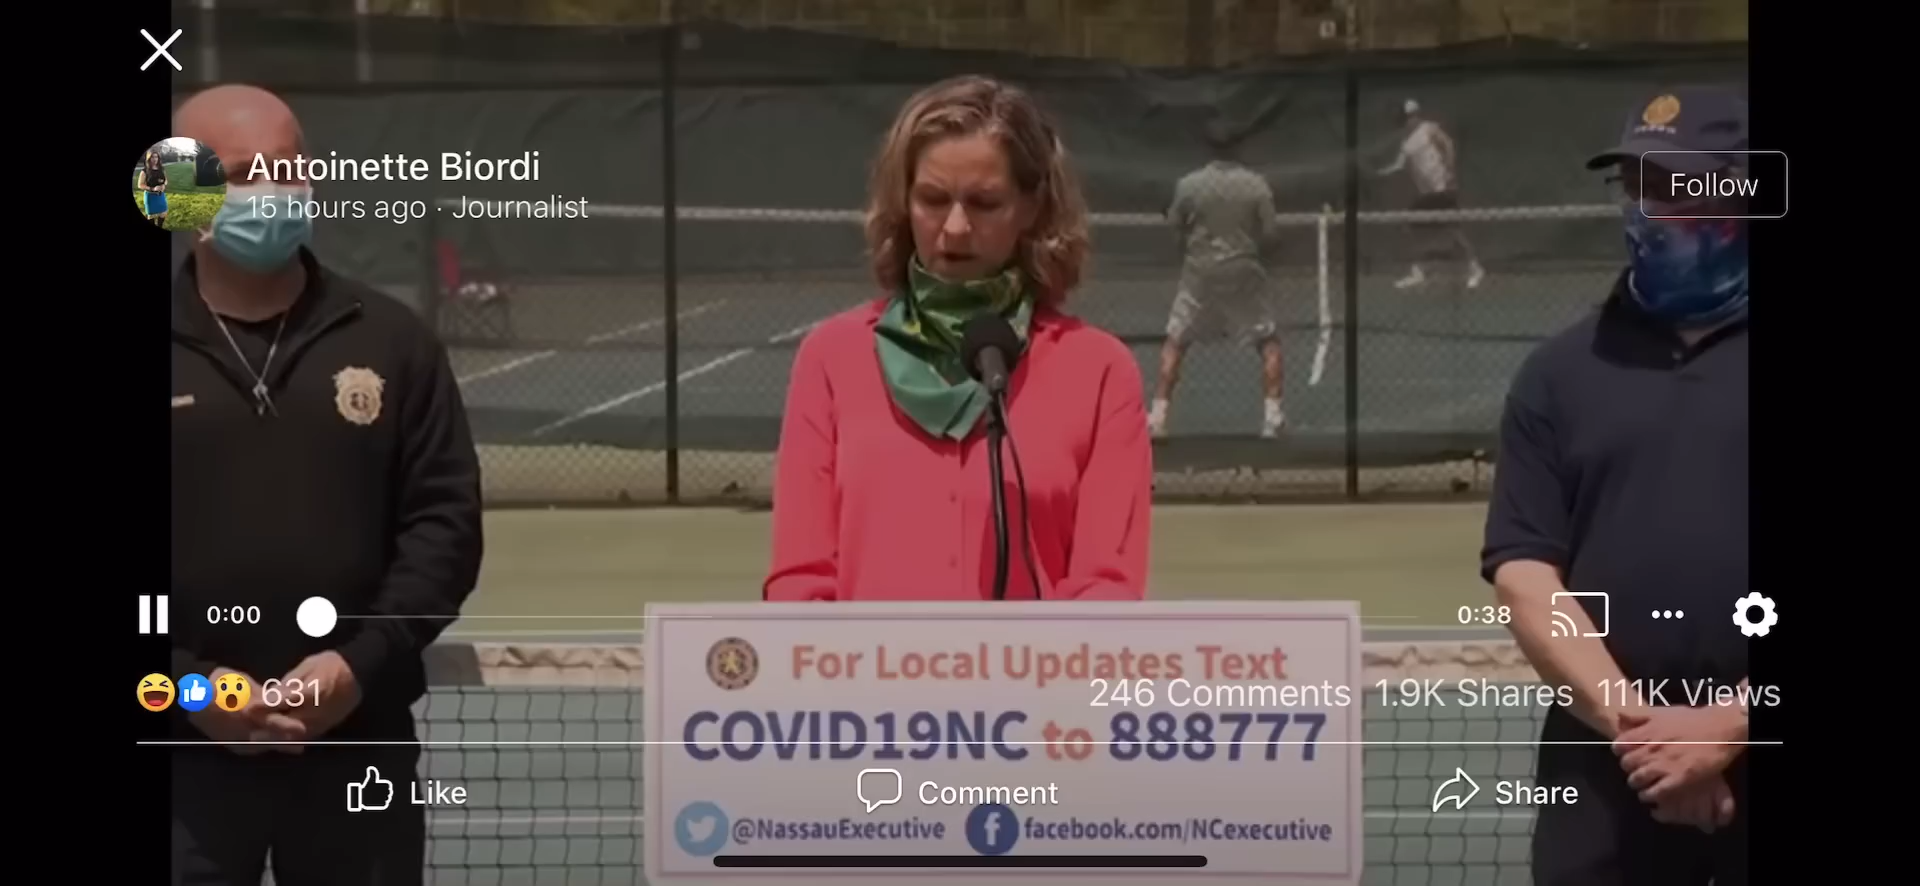 Antoinette Biordi
15 hours ago · Journalist
Follow
0:00
0:38
631
246 Comments 1.9K Shares 111K Views
For Local Updates Text
COVID19NC to 888777
Like
Comment
Share
@NassauExecutive
facebook.com/NCexecutive